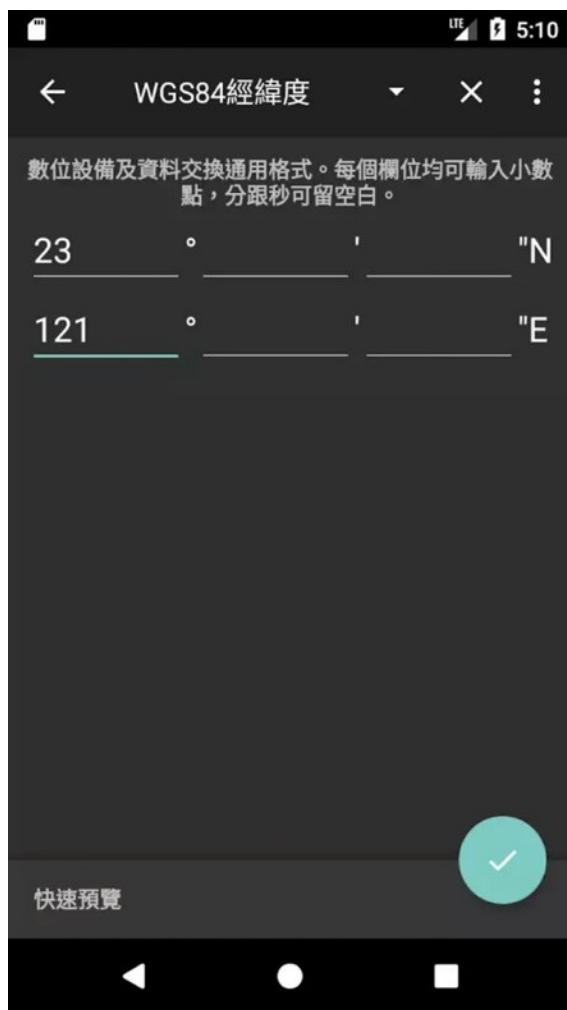 LTE 5:10
WGS84經緯度
數位設備及資料交換通用格式。每個欄位均可輸入小數
點,分跟秒可留空白。
23 ° ' "N
121 ° ' "E
快速預覽